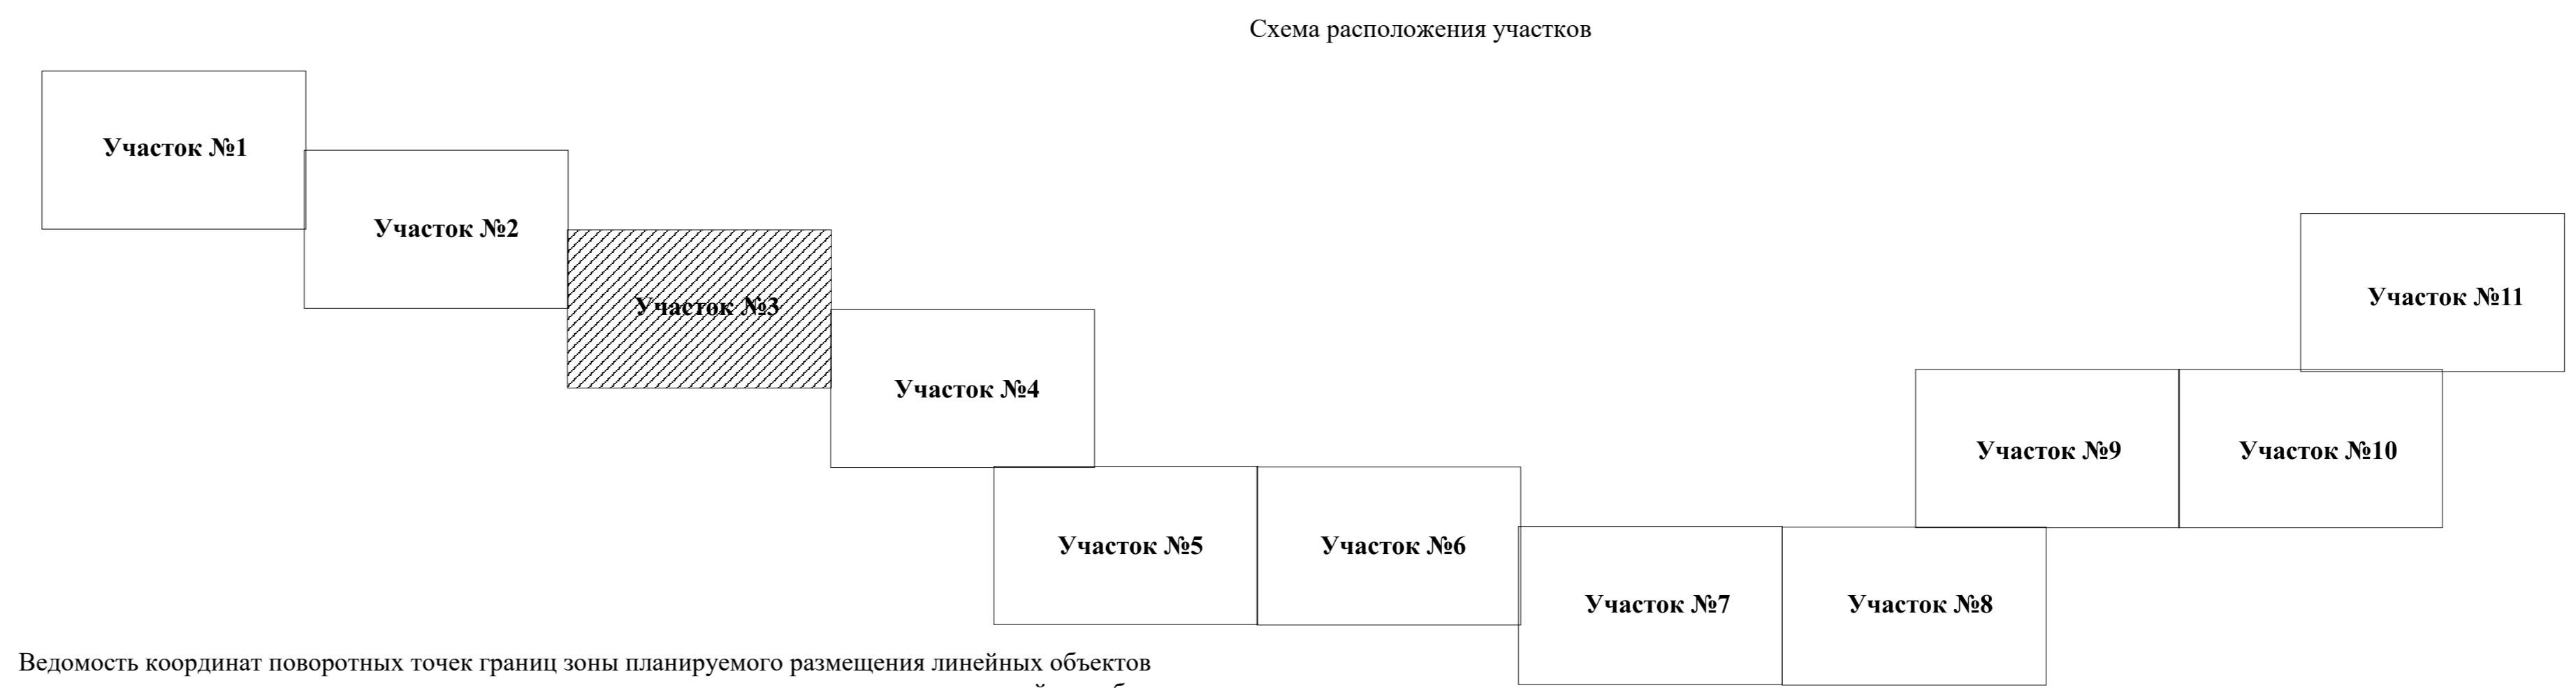 Схема расположения участков
Участок №1
Участок №2
Участок №3
Участок №4
Участок №5
Участок №6
Участок №7
Участок №8
Участок №9
Участок №10
Участок №11
Ведомость координат поворотных точек границ зоны планируемого размещения линейных объектов